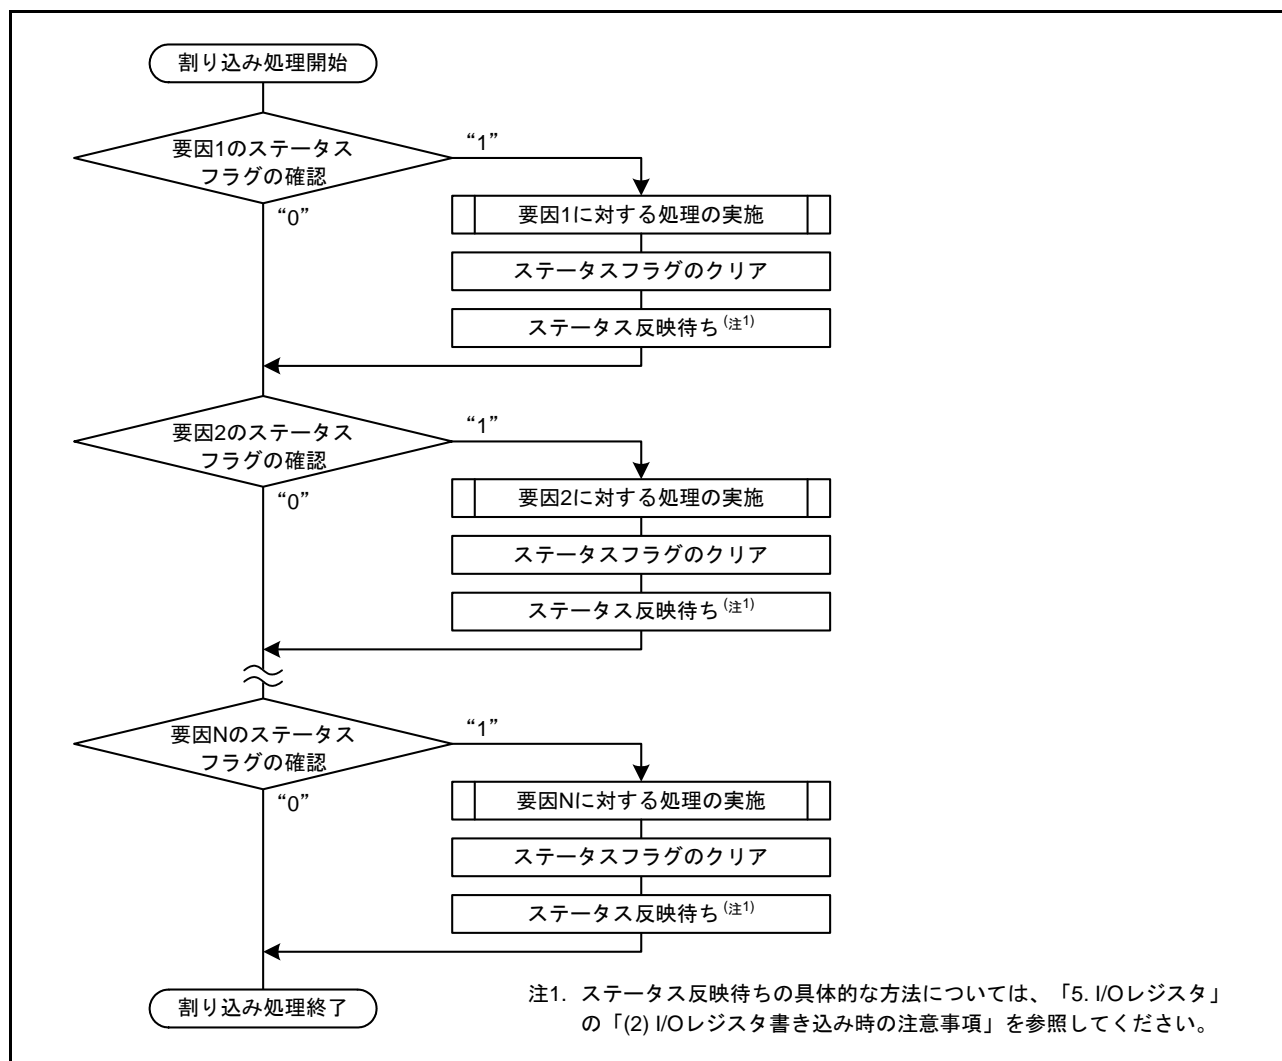 割り込み処理開始
要因1のステータス
フラグの確認
“1”
“0”
要因1に対する処理の実施
ステータスフラグのクリア
ステータス反映待ち(注1)
要因2のステータス
フラグの確認
“1”
“0”
要因2に対する処理の実施
ステータスフラグのクリア
ステータス反映待ち(注1)
要因Nのステータス
フラグの確認
“1”
“0”
要因Nに対する処理の実施
ステータスフラグのクリア
ステータス反映待ち(注1)
割り込み処理終了
注1. ステータス反映待ちの具体的な方法については、「5. I/Oレジスタ」
の「(2) I/Oレジスタ書き込み時の注意事項」を参照してください。